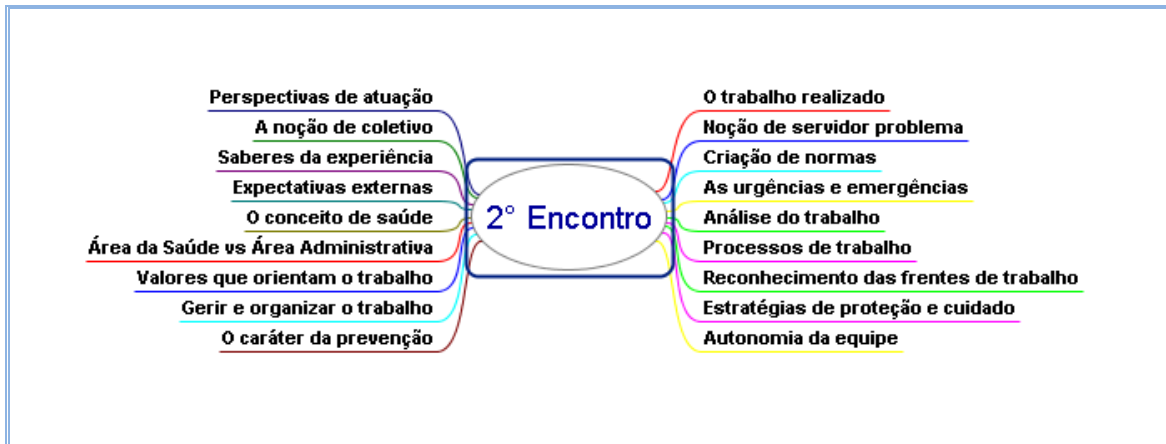 Perspectivas de atuação
A noção de coletivo
Saberes da experiência
Expectativas externas
O conceito de saúde
Área da Saúde vs Área Administrativa
Valores que orientam o trabalho
Gerir e organizar o trabalho
O caráter da prevenção
2° Encontro
O trabalho realizado
Noção de servidor problema
Criação de normas
As urgências e emergências
Análise do trabalho
Processos de trabalho
Reconhecimento das frentes de trabalho
Estratégias de proteção e cuidado
Autonomia da equipe